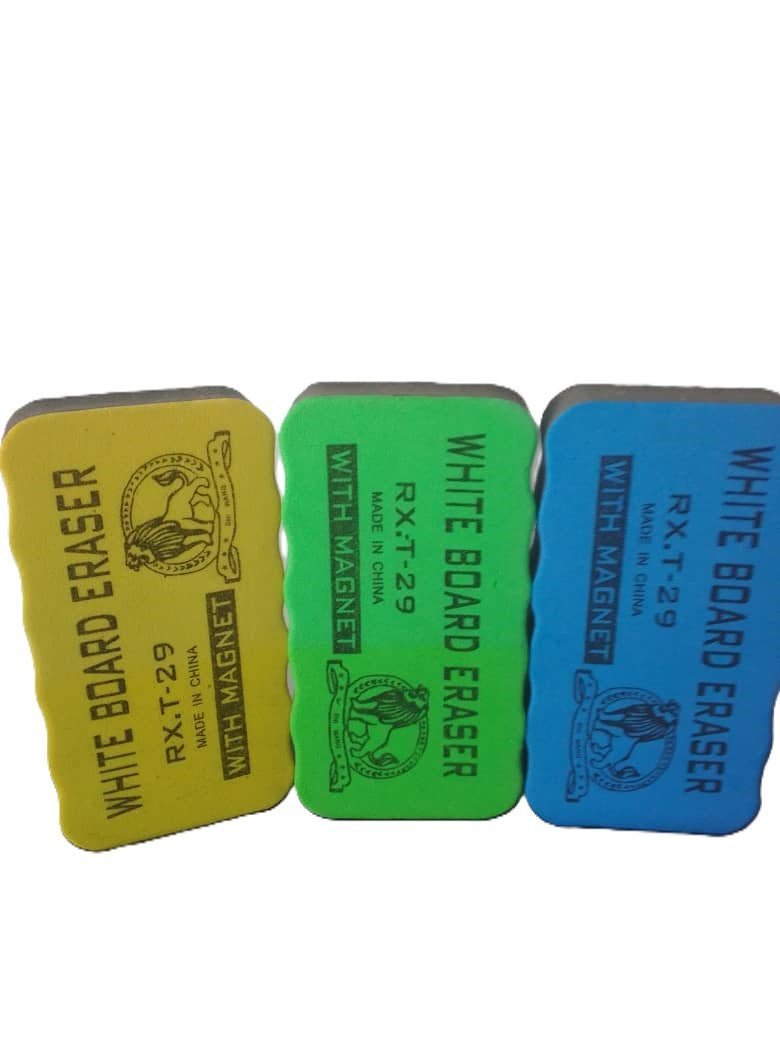 WHITE BOARD ERASER
RX.T-29
MADE IN CHINA
WITH MAGNET
WHITE BOARD ERASER
RX.T-29
MADE IN CHINA
WITH MAGNET
WHITE BOARD ERASER
RX.T-29
MADE IN CHINA
WITH MAGNET